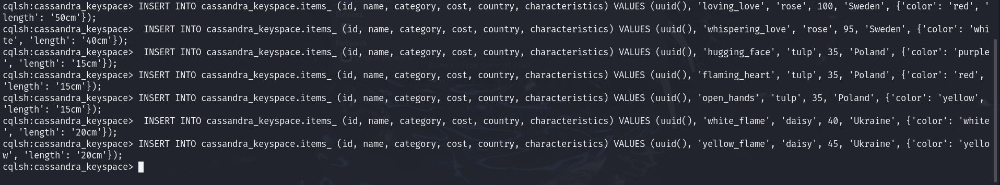 cqlsh:cassandra_keyspace> INSERT INTO cassandra_keyspace.items_ (id, name, category, cost, country, characteristics) VALUES (uuid(), 'loving_love', 'rose', 100, 'Sweden', {'color': 'red', '
length': '50cm'});
cqlsh:cassandra_keyspace>  INSERT INTO cassandra_keyspace.items_ (id, name, category, cost, country, characteristics) VALUES (uuid(), 'whispering_love', 'rose', 95, 'Sweden', {'color': 'whi
te', 'length': '40cm'});
cqlsh:cassandra_keyspace>  INSERT INTO cassandra_keyspace.items_ (id, name, category, cost, country, characteristics) VALUES (uuid(), 'hugging_face', 'tulp', 35, 'Poland', {'color': 'purple
', 'length': '15cm'});
cqlsh:cassandra_keyspace> INSERT INTO cassandra_keyspace.items_ (id, name, category, cost, country, characteristics) VALUES (uuid(), 'flaming_heart', 'tulp', 35, 'Poland', {'color': 'red',
'length': '15cm'});
cqlsh:cassandra_keyspace> INSERT INTO cassandra_keyspace.items_ (id, name, category, cost, country, characteristics) VALUES (uuid(), 'open_hands', 'tulp', 35, 'Poland', {'color': 'yellow',
'length': '15cm'});
cqlsh:cassandra_keyspace>  INSERT INTO cassandra_keyspace.items_ (id, name, category, cost, country, characteristics) VALUES (uuid(), 'white_flame', 'daisy', 40, 'Ukraine', {'color': 'white
', 'length': '20cm'});
cqlsh:cassandra_keyspace> INSERT INTO cassandra_keyspace.items_ (id, name, category, cost, country, characteristics) VALUES (uuid(), 'yellow_flame', 'daisy', 45, 'Ukraine', {'color': 'yello
w', 'length': '20cm'});
cqlsh:cassandra_keyspace>
Devices
Network